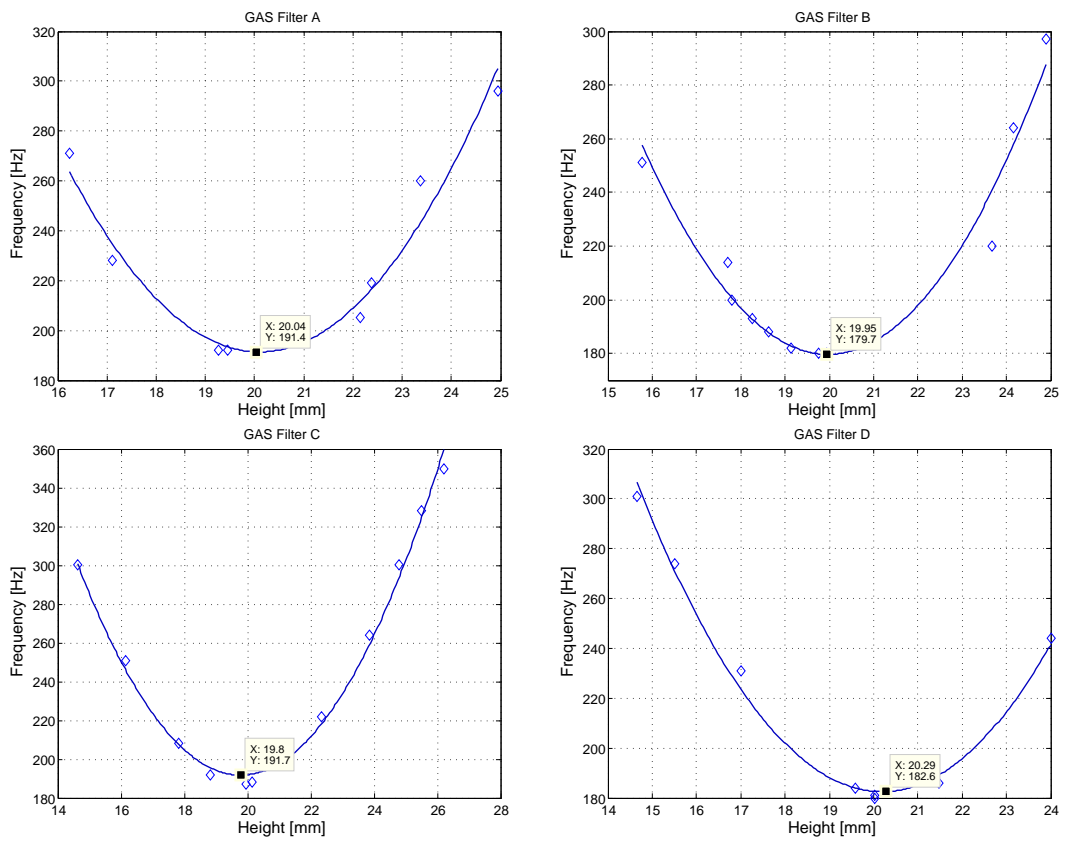 GAS Filter A
320
300
280
260
240
220
200
180
Frequency [Hz]
X: 20.04
Y: 191.4
16 17 18 19 20 21 22 23 24 25
Height [mm]
GAS Filter B
300
280
260
240
220
200
180
Frequency [Hz]
X: 19.95
Y: 179.7
15 16 17 18 19 20 21 22 23 24 25
Height [mm]
GAS Filter C
360
340
320
300
280
260
240
220
200
180
Frequency [Hz]
X: 19.8
Y: 191.7
14 16 18 20 22 24 26 28
Height [mm]
GAS Filter D
320
300
280
260
240
220
200
180
Frequency [Hz]
X: 20.29
Y: 182.6
14 15 16 17 18 19 20 21 22 23 24
Height [mm]